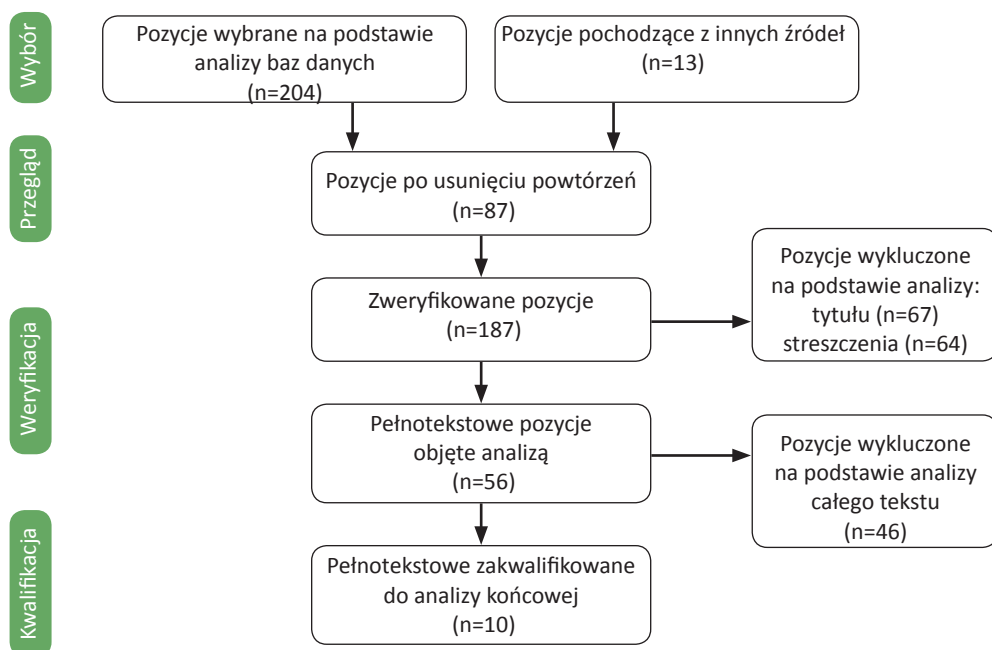 Wybór
Pozycje wybrane na podstawie
analizy baz danych
(n=204)
Pozycje pochodzące z innych źródeł
(n=13)
Przegląd
Pozycje po usunięciu powtórzeń
(n=87)
Weryfikacja
Zweryfikowane pozycje
(n=187)
Pozycje wykluczone
na podstawie analizy:
tytułu (n=67)
streszczenia (n=64)
Pełnotekstowe pozycje
objęte analizą
(n=56)
Pozycje wykluczone
na podstawie analizy
całego tekstu
(n=46)
Kwalifikacja
Pełnotekstowe zakwalifikowane
do analizy końcowej
(n=10)